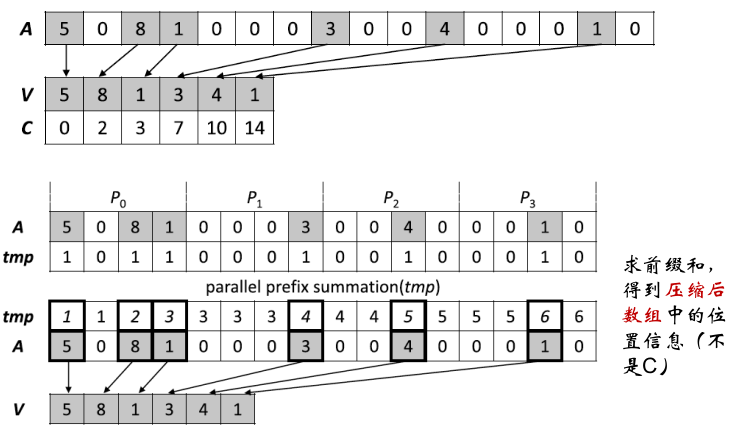 A 5 0 8 1 0 0 0 3 0 0 4 0 0 0 1 0
V 5 8 1 3 4 1
C 0 2 3 7 10 14
P0 P1 P2 P3
A 5 0 8 1 0 0 0 3 0 0 4 0 0 0 1 0
tmp 1 0 1 1 0 0 0 1 0 0 1 0 0 0 1 0
parallel prefix summation(tmp)
tmp 1 1 2 3 3 3 3 4 4 4 5 5 5 5 6 6
A 5 0 8 1 0 0 0 3 0 0 4 0 0 0 1 0
V 5 8 1 3 4 1
求前缀和，
得到压缩后
数组中的位
置信息（不
是C）